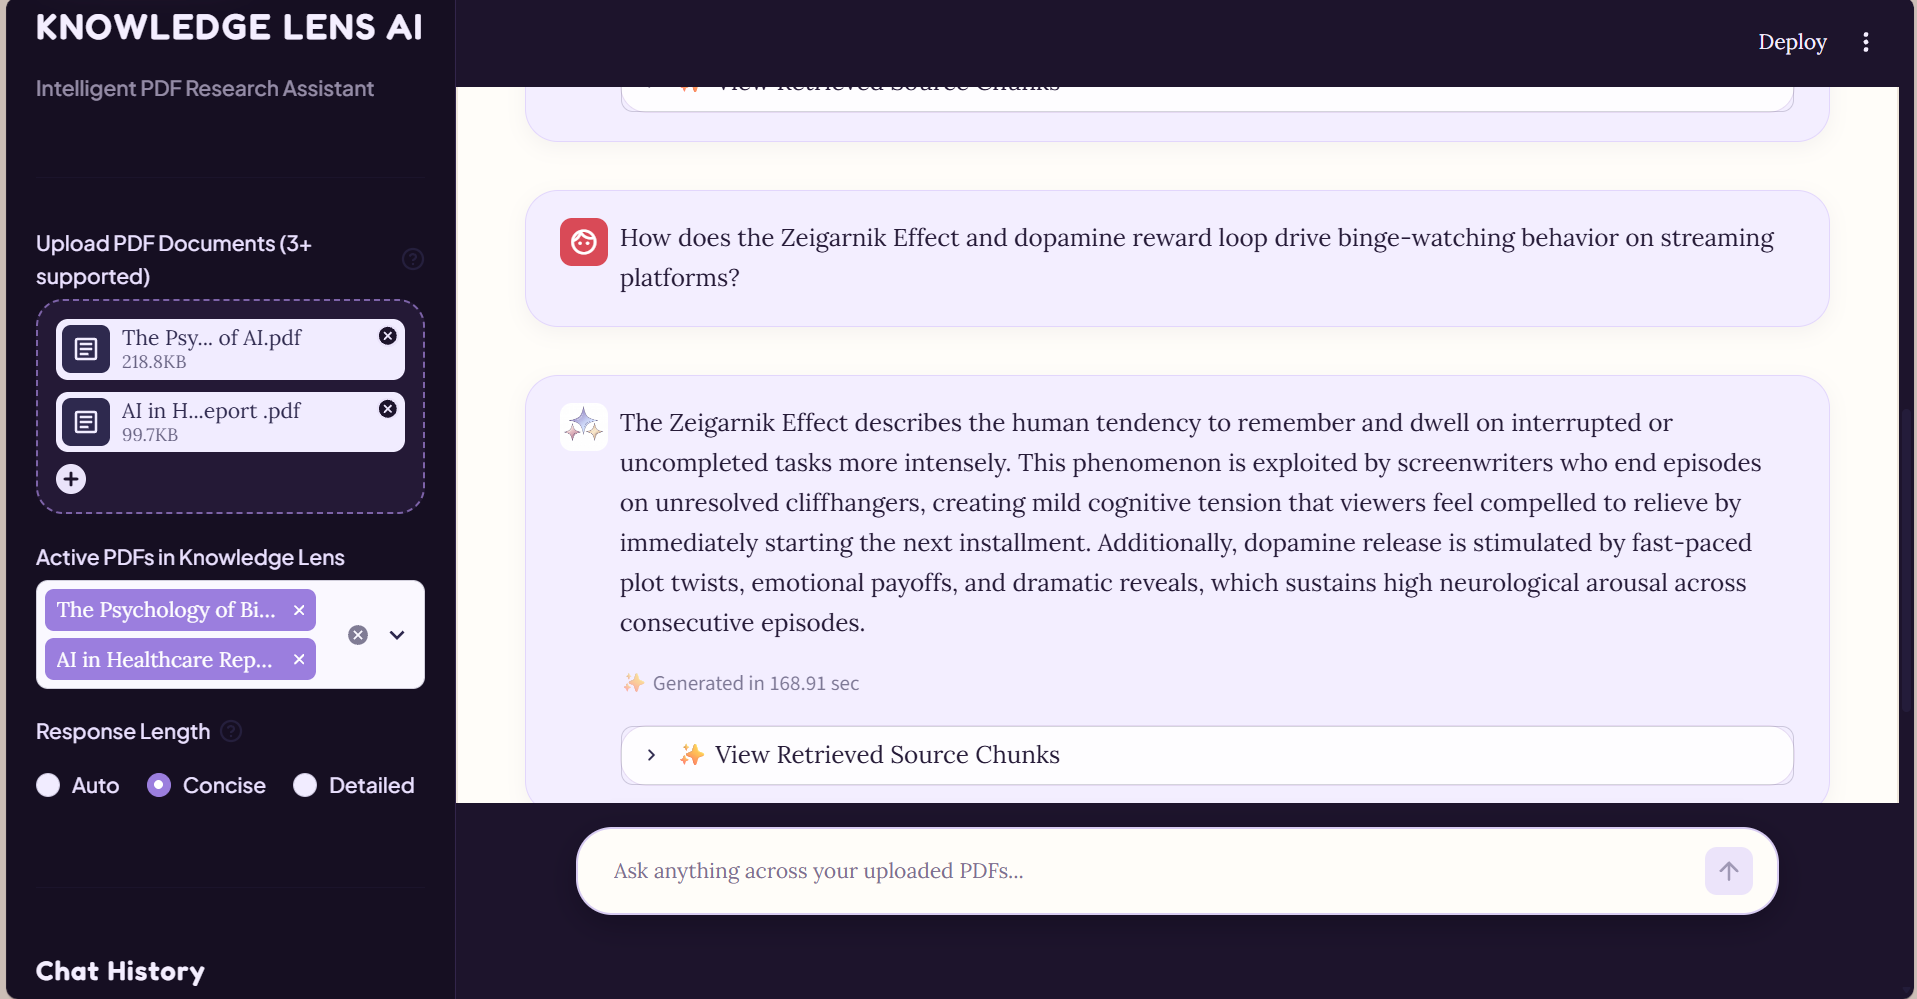 KNOWLEDGE LENS AI
Intelligent PDF Research Assistant
Upload PDF Documents (3+
supported)
The Psy... of AI.pdf
218.8KB
AI in H...eport .pdf
99.7KB
Active PDFs in Knowledge Lens
The Psychology of Bi...
AI in Healthcare Rep...
Response Length
Auto
Concise
Detailed
Chat History
Deploy
View Retrieved Source Chunks
How does the Zeigarnik Effect and dopamine reward loop drive binge-watching behavior on streaming
platforms?
The Zeigarnik Effect describes the human tendency to remember and dwell on interrupted or
uncompleted tasks more intensely. This phenomenon is exploited by screenwriters who end episodes
on unresolved cliffhangers, creating mild cognitive tension that viewers feel compelled to relieve by
immediately starting the next installment. Additionally, dopamine release is stimulated by fast-paced
plot twists, emotional payoffs, and dramatic reveals, which sustains high neurological arousal across
consecutive episodes.
Generated in 168.91 sec
View Retrieved Source Chunks
Ask anything across your uploaded PDFs...